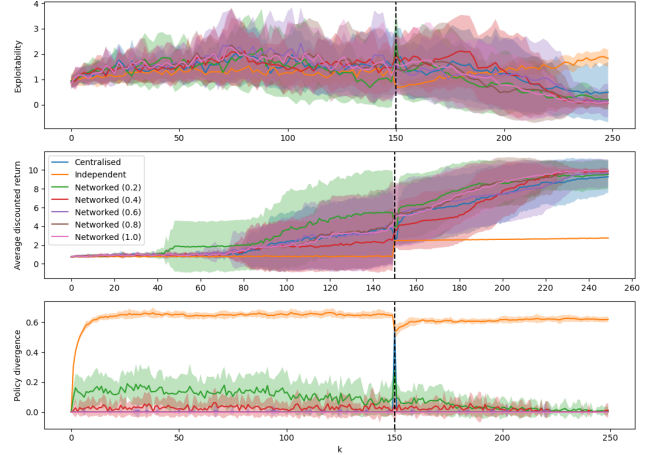 Exploitability
4
3
2
1
0
0 50 100 150 200 250
Average discounted return
10
8
6
4
2
0
Centralised
Independent
Networked (0.2)
Networked (0.4)
Networked (0.6)
Networked (0.8)
Networked (1.0)
0 20 40 60 80 100 120 140 160 180 200 220 240 260
Policy divergence
0.6
0.4
0.2
0.0
0 50 100 150 200 250
k